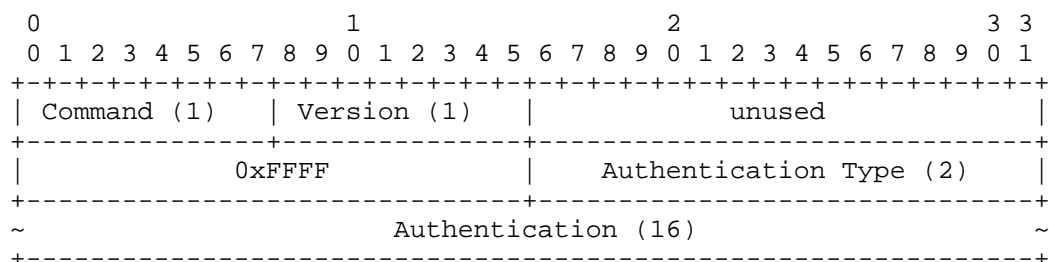 0                   1                   2                   3 3
 0 1 2 3 4 5 6 7 8 9 0 1 2 3 4 5 6 7 8 9 0 1 2 3 4 5 6 7 8 9 0 1
+-+-+-+-+-+-+-+-+-+-+-+-+-+-+-+-+-+-+-+-+-+-+-+-+-+-+-+-+-+-+-+-+
| Command (1)   | Version (1)   |            unused             |
+---------------+---------------+-------------------------------+
|             0xFFFF            |    Authentication Type (2)    |
+-------------------------------+-------------------------------+
~                       Authentication (16)                     ~
+---------------------------------------------------------------+